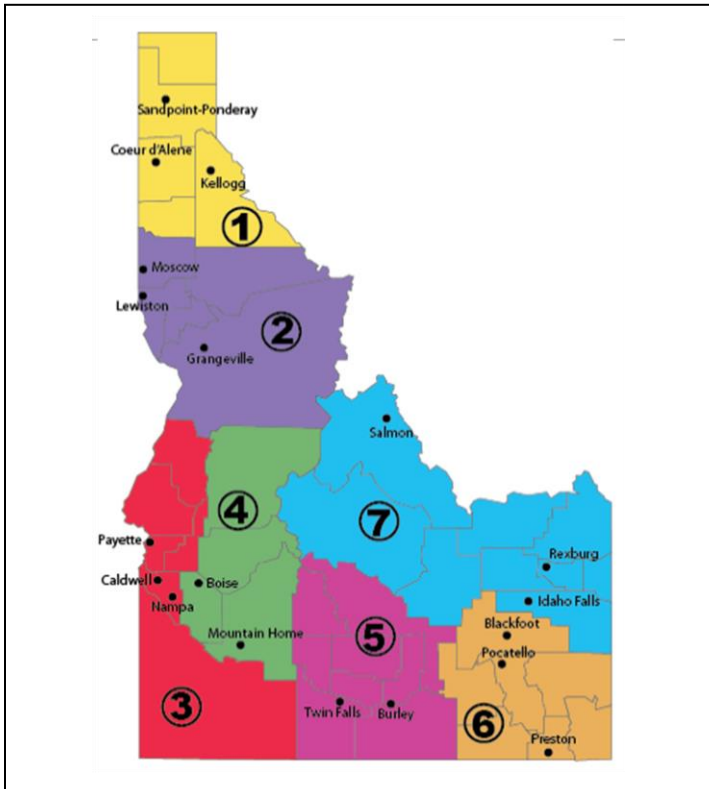 Sandpoint-Ponderay
Coeur d'Alene
Kellogg
1
Moscow
Lewiston
2
Grangeville
Salmon
4
7
Payette
Rexburg
Caldwell
Boise
Nampa
Idaho Falls
Blackfoot
5
Mountain Home
Pocatello
3
Twin Falls
Burley
6
Preston